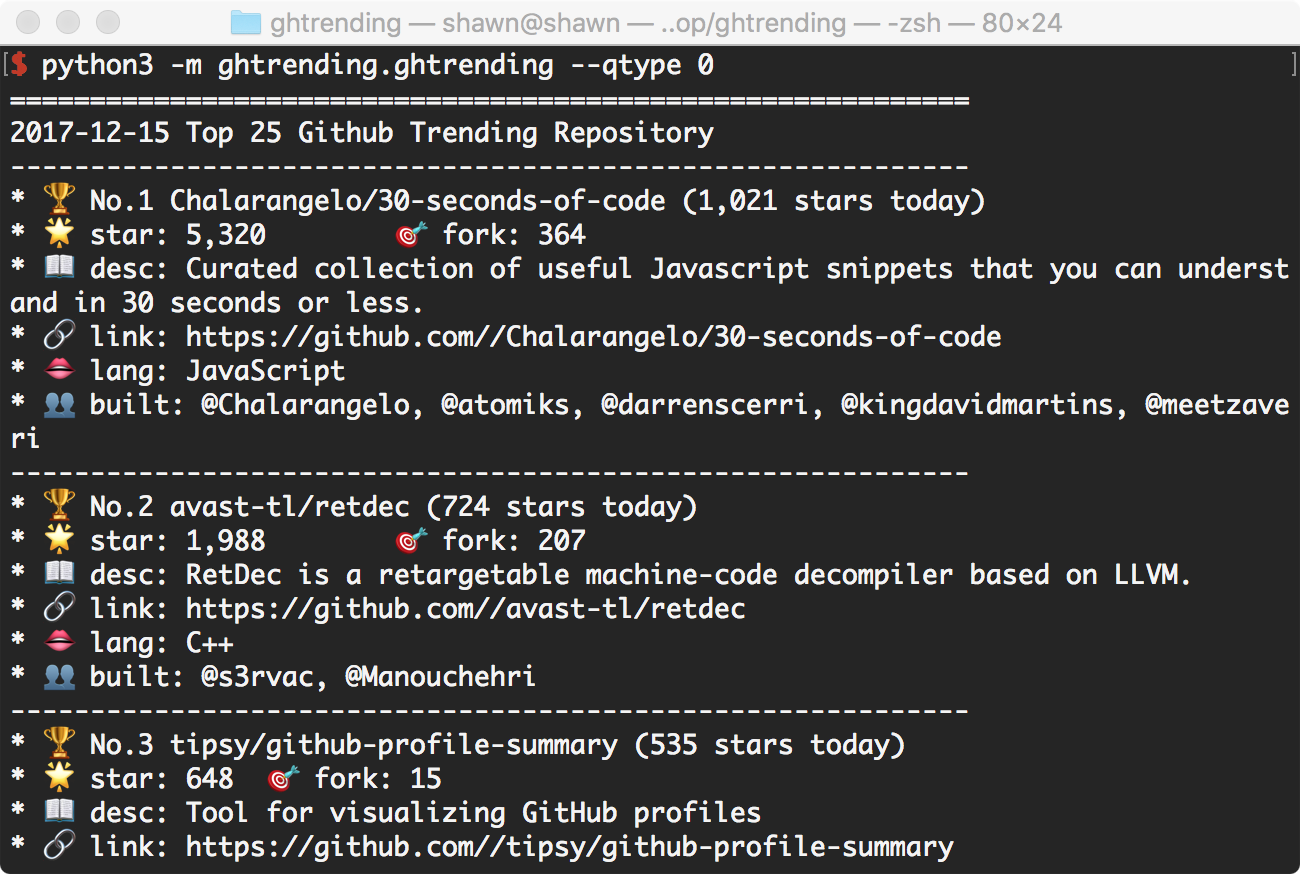 ghtrending — shawn@shawn — ..op/ghtrending — -zsh — 80×24
[$ python3 -m ghtrending.ghtrending --qtype 0 ]
============================================================
2017-12-15 Top 25 Github Trending Repository
------------------------------------------------------------
* 🏆 No.1 Chalarangelo/30-seconds-of-code (1,021 stars today)
* 🌟 star: 5,320 🎯 fork: 364
* 📖 desc: Curated collection of useful Javascript snippets that you can underst
and in 30 seconds or less.
* 🔗 link: https://github.com//Chalarangelo/30-seconds-of-code
* 👄 lang: JavaScript
* 👥 built: @Chalarangelo, @atomiks, @darrenscerri, @kingdavidmartins, @meetzave
ri
------------------------------------------------------------
* 🏆 No.2 avast-tl/retdec (724 stars today)
* 🌟 star: 1,988 🎯 fork: 207
* 📖 desc: RetDec is a retargetable machine-code decompiler based on LLVM.
* 🔗 link: https://github.com//avast-tl/retdec
* 👄 lang: C++
* 👥 built: @s3rvac, @Manouchehri
------------------------------------------------------------
* 🏆 No.3 tipsy/github-profile-summary (535 stars today)
* 🌟 star: 648 🎯 fork: 15
* 📖 desc: Tool for visualizing GitHub profiles
* 🔗 link: https://github.com//tipsy/github-profile-summary